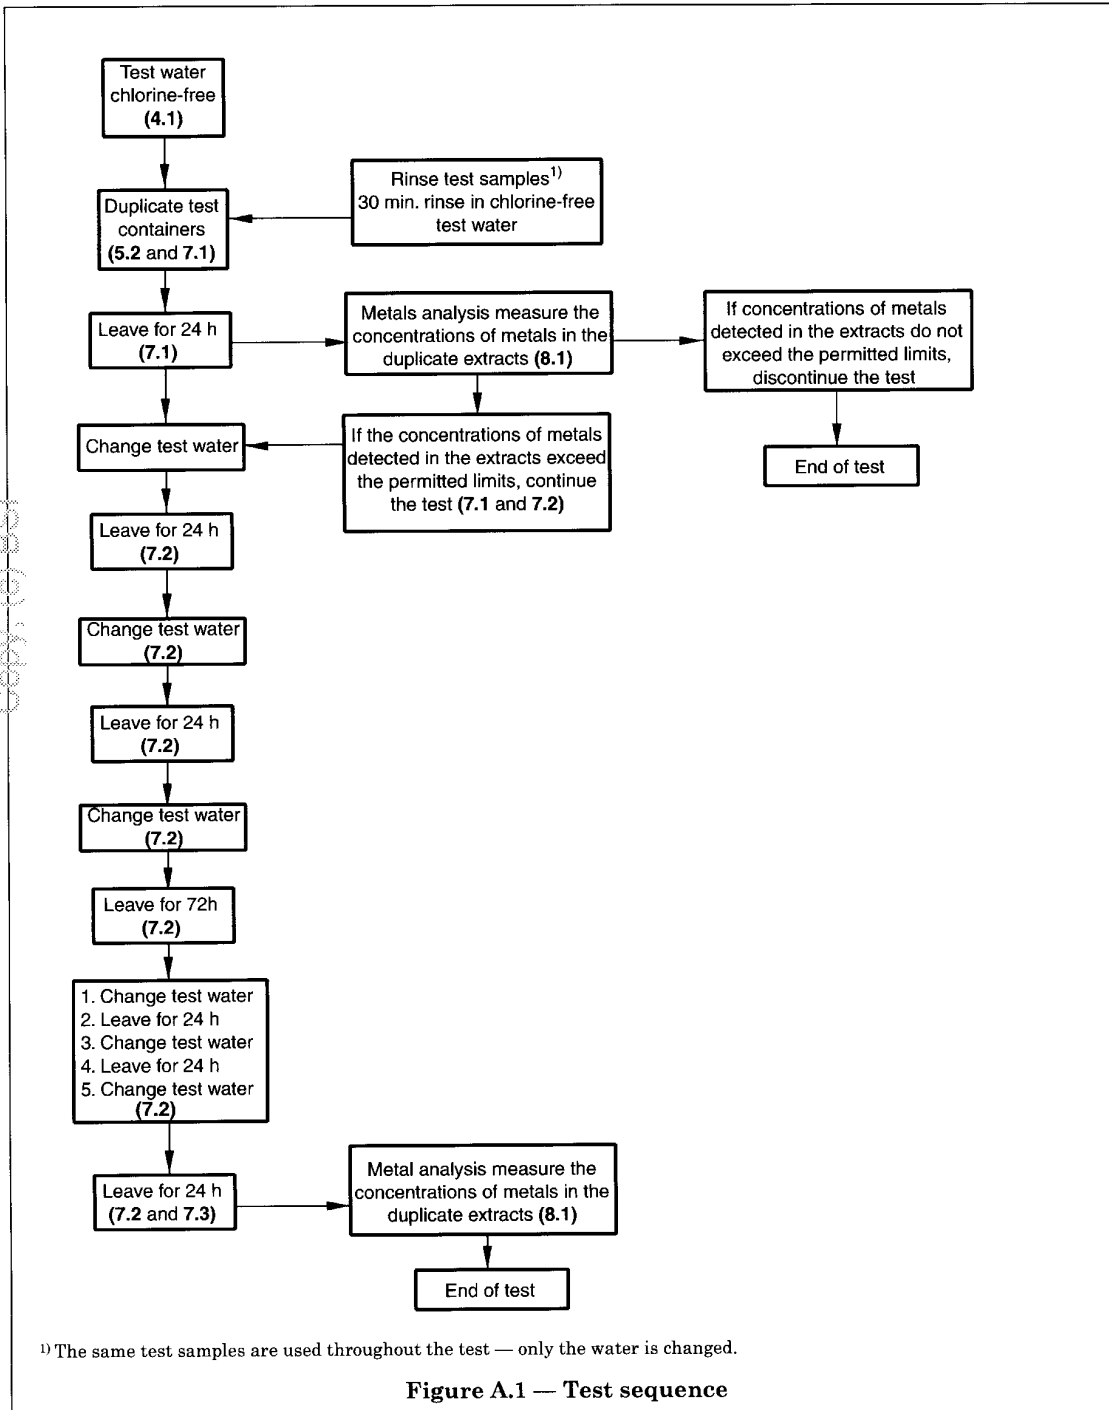 Test water
chlorine-free
(4.1)
Rinse test samples1)
30 min. rinse in chlorine-free
test water
Duplicate test
containers
(5.2 and 7.1)
Leave for 24 h
(7.1)
Metals analysis measure the
concentrations of metals in the
duplicate extracts (8.1)
If concentrations of metals
detected in the extracts do not
exceed the permitted limits,
discontinue the test
Change test water
If the concentrations of metals
detected in the extracts exceed
the permitted limits, continue
the test (7.1 and 7.2)
End of test
Leave for 24 h
(7.2)
Change test water
(7.2)
Leave for 24 h
(7.2)
Change test water
(7.2)
Leave for 72h
(7.2)
1. Change test water
2. Leave for 24 h
3. Change test water
4. Leave for 24 h
5. Change test water
(7.2)
Leave for 24 h
(7.2 and 7.3)
Metal analysis measure the
concentrations of metals in the
duplicate extracts (8.1)
End of test
1) The same test samples are used throughout the test — only the water is changed.
Figure A.1 — Test sequence